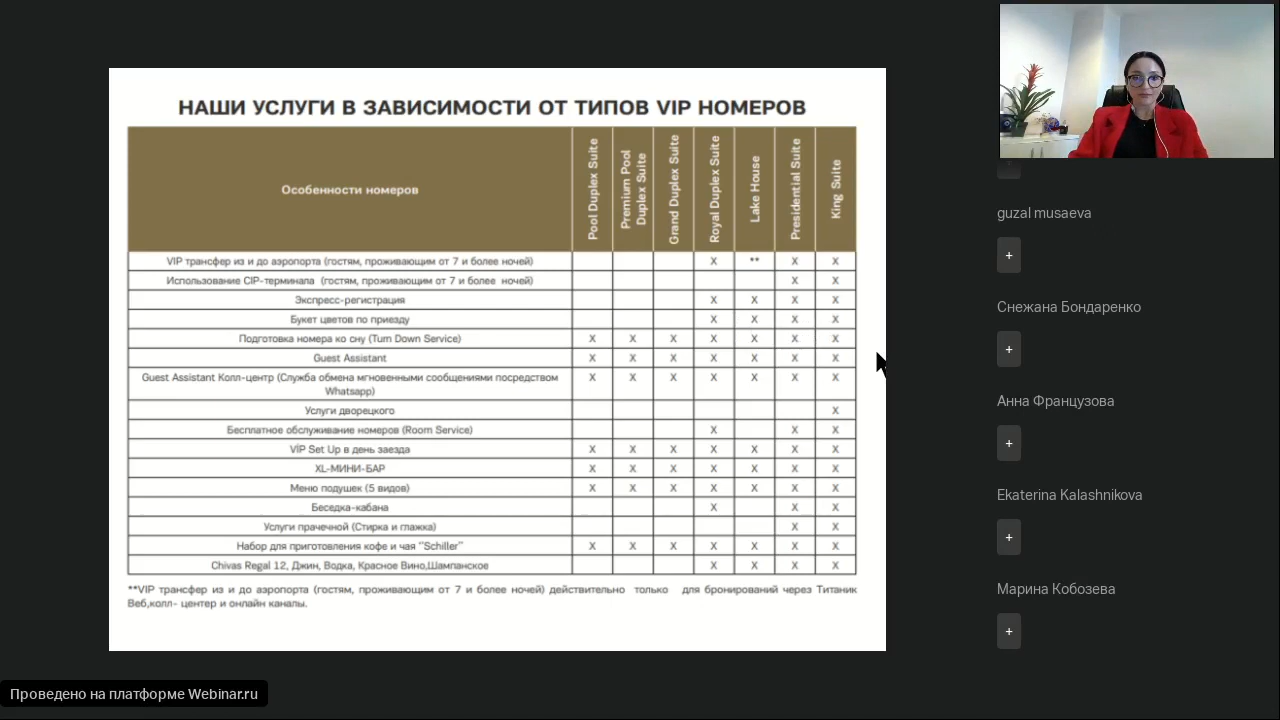 НАШИ УСЛУГИ В ЗАВИСИМОСТИ ОТ ТИПОВ VIP НОМЕРОВ
Особенности номеров
Pool Duplex Suite
Premium Pool
Duplex Suite
Grand Duplex Suite
Royal Duplex Suite
Lake House
Presidential Suite
King Suite
VIP трансфер из и до аэропорта (гостям, проживающим от 7 и более ночей) X ** X X
Использование CIP-терминала (гостям, проживающим от 7 и более ночей) X X
Экспресс-регистрация X X X X
Букет цветов по приезду X X X X
Подготовка номера ко сну (Turn Down Service) X X X X X X X
Guest Assistant X X X X X X X
Guest Assistant Колл-центр (Служба обмена мгновенными сообщениями посредством X X X X X X X
Whatsapp)
Услуги дворецкого X
Бесплатное обслуживание номеров (Room Service) X X X
VİP Set Up в день заезда X X X X X X X
XL-МИНИ-БАР X X X X X X X
Меню подушек (5 видов) X X X X X X X
Беседка-кабана X X X
Услуги прачечной (Стирка и глажка) X X
Набор для приготовления кофе и чая ‘’Schiller’’ X X X X X X X
Chivas Regal 12, Джин, Водка, Красное Вино,Шампанское X X X X
**VIP трансфер из и до аэропорта (гостям, проживающим от 7 и более ночей) действительно только для бронирований через Титаник
Веб,колл- центер и онлайн каналы.
guzal musaeva
+
Снежана Бондаренко
+
Анна Французова
+
Ekaterina Kalashnikova
+
Марина Кобозева
+
Проведено на платформе Webinar.ru